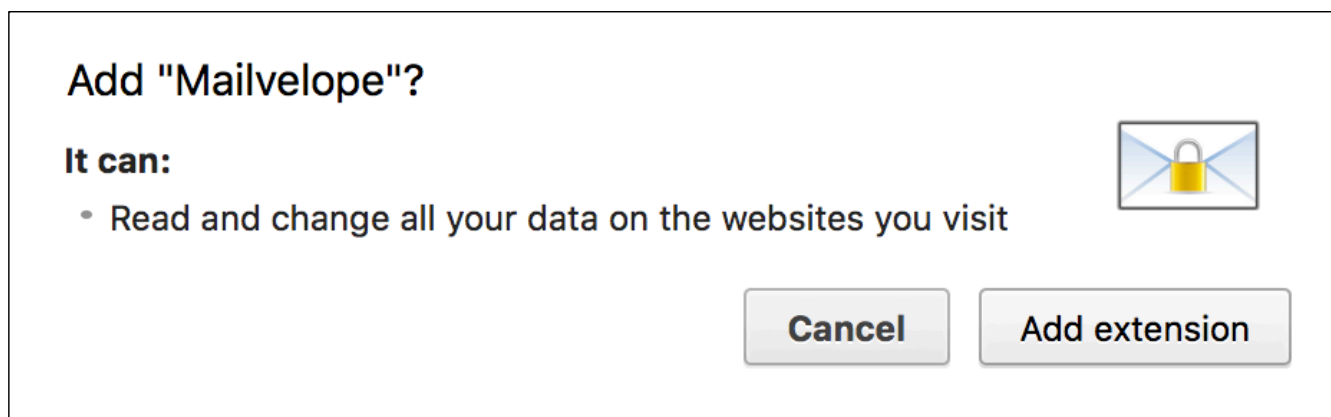 Add "Mailvelope"?
It can:
• Read and change all your data on the websites you visit
Cancel
Add extension